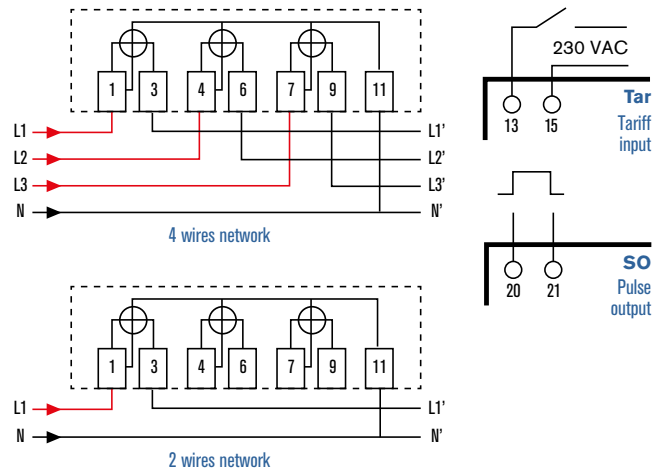 1 3 4 6 7 9 11
L1 L1'
L2 L2'
L3 L3'
N N'
4 wires network
1 3 4 6 7 9 11
L1 L1'
N N'
2 wires network
230 VAC
Tar
13 15 Tariff
input
SO
20 21 Pulse
output